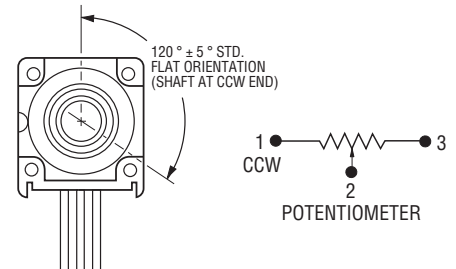 120 ° ± 5 ° STD.
FLAT ORIENTATION
(SHAFT AT CCW END)
1
3
CCW
2
POTENTIOMETER